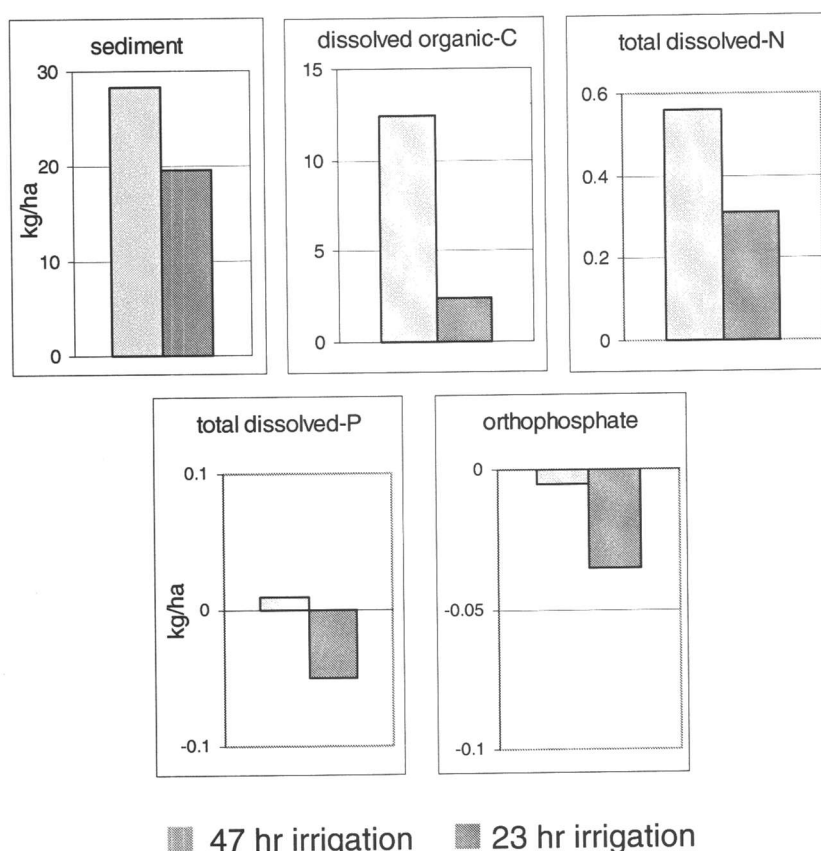 sediment
30
20
10
0
kg/ha
dissolved organic-C
15
10
5
0
total dissolved-N
0.6
0.4
0.2
0
total dissolved-P
0.1
0
-0.1
kg/ha
orthophosphate
0
-0.05
-0.1
47 hr irrigation
23 hr irrigation